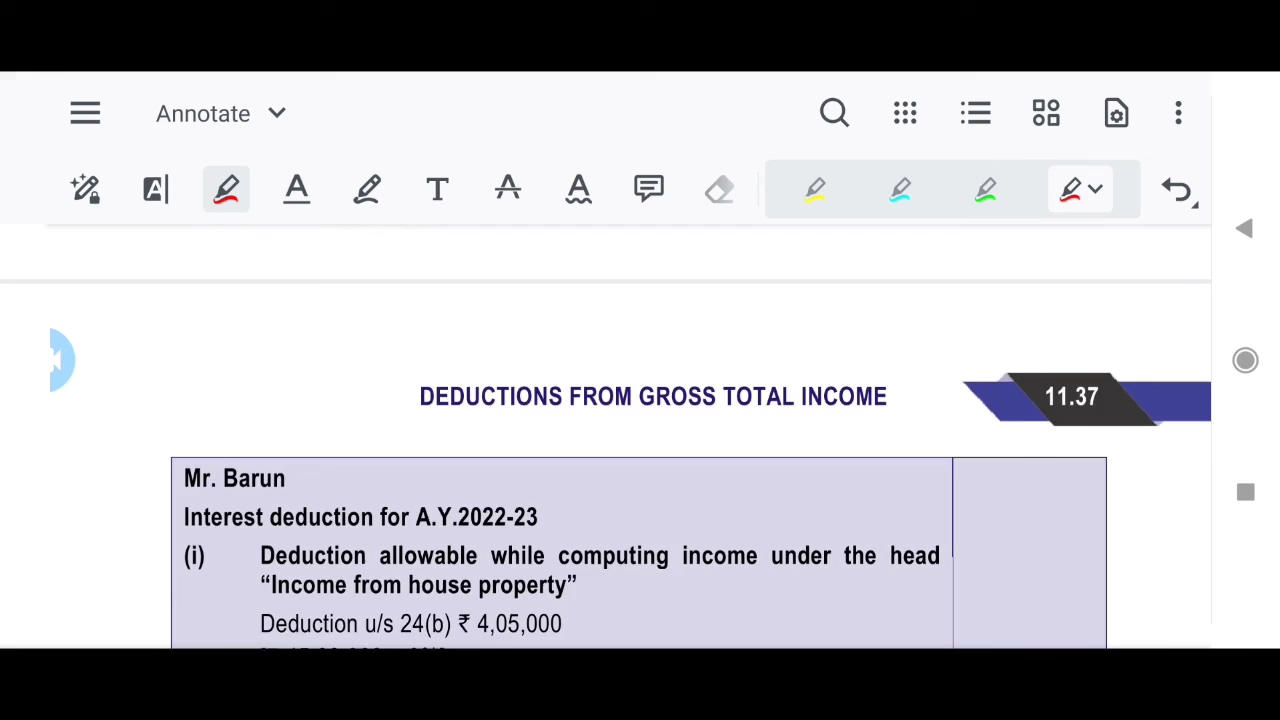 Annotate
DEDUCTIONS FROM GROSS TOTAL INCOME
11.37
Mr. Barun
Interest deduction for A.Y.2022-23
(i) Deduction allowable while computing income under the head
“Income from house property”
Deduction u/s 24(b) ₹ 4,05,000